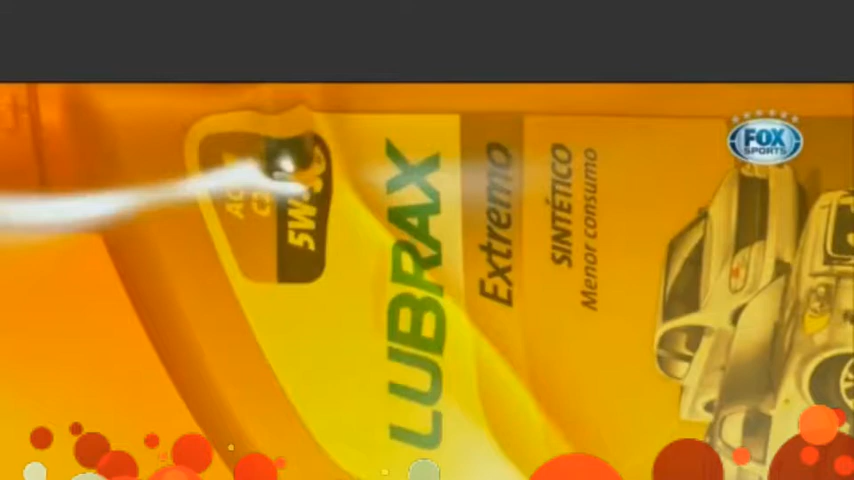 FOX
SPORTS
5W
LUBRAX
Extremo
SINTÉTICO
Menor consumo